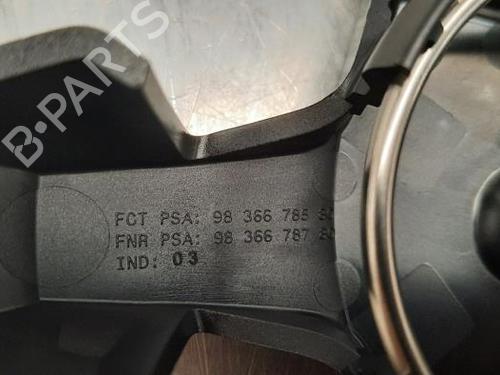 B-PARTS
FCT PSA: 98 366 785
FNR PSA: 98 366 787
IND: 03